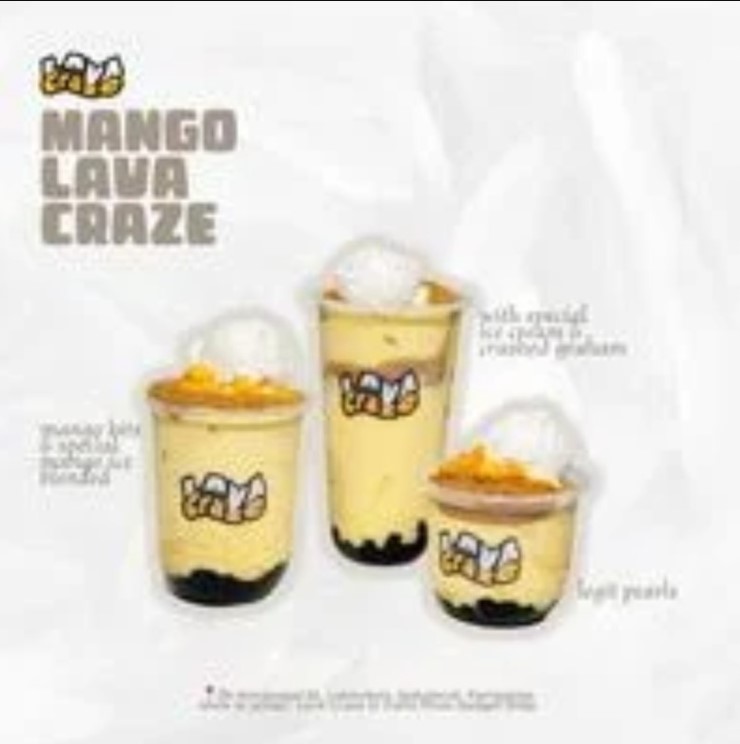 LAVA
craze
MANGO
LAVA
CRAZE
with special
ice cream &
crushed graham
LAVA
craze
mango bits
& special
mango ice
blended
LAVA
craze
LAVA
craze
legit pearls